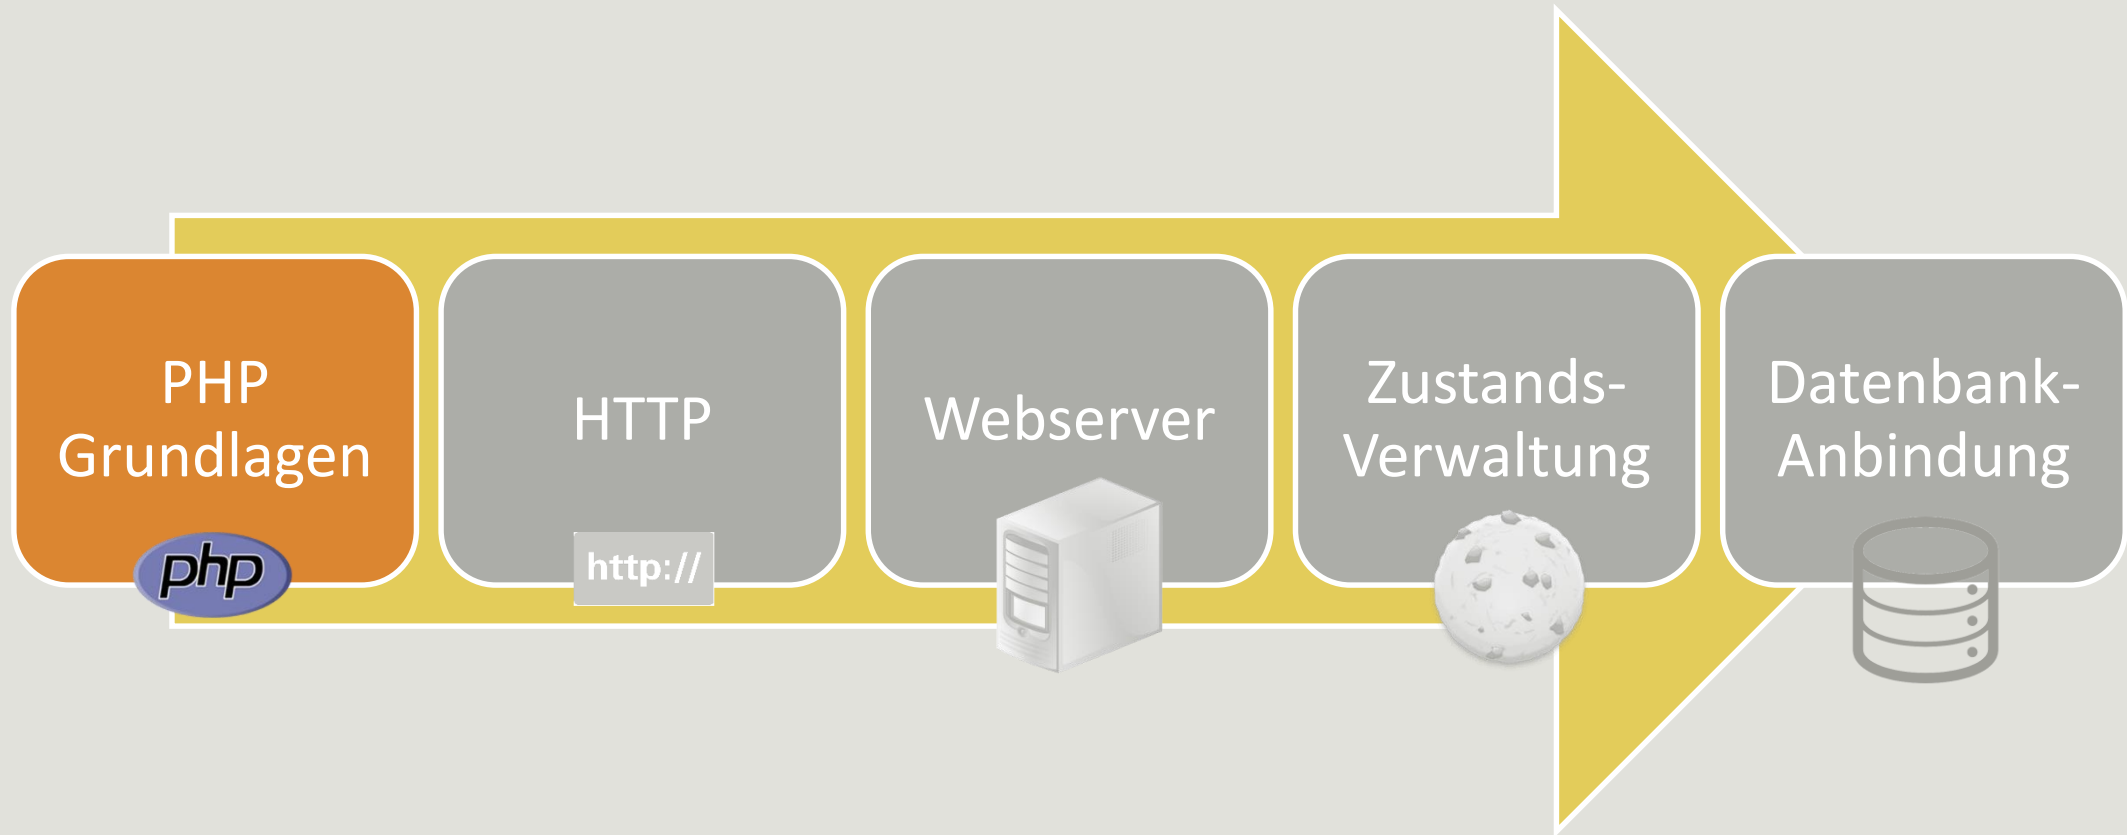 PHP
Grundlagen
php
HTTP
http://
Webserver
Zustands-
Verwaltung
Datenbank-
Anbindung